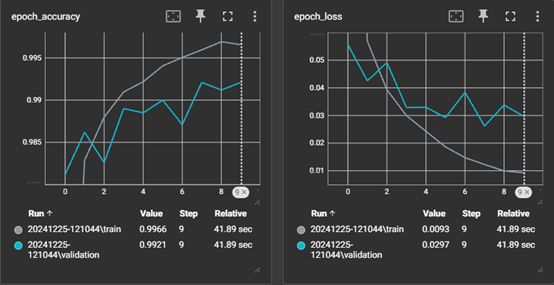 epoch_accuracy
0.995
0.99
0.985
0 2 4 6 8 9
Run ↑ Value Step Relative
20241225-121044\train 0.9966 9 41.89 sec
20241225-
121044\validation 0.9921 9 41.89 sec
epoch_loss
0.05
0.04
0.03
0.02
0.01
0 2 4 6 8 9
Run ↑ Value Step Relative
20241225-121044\train 0.0093 9 41.89 sec
20241225-
121044\validation 0.0297 9 41.89 sec